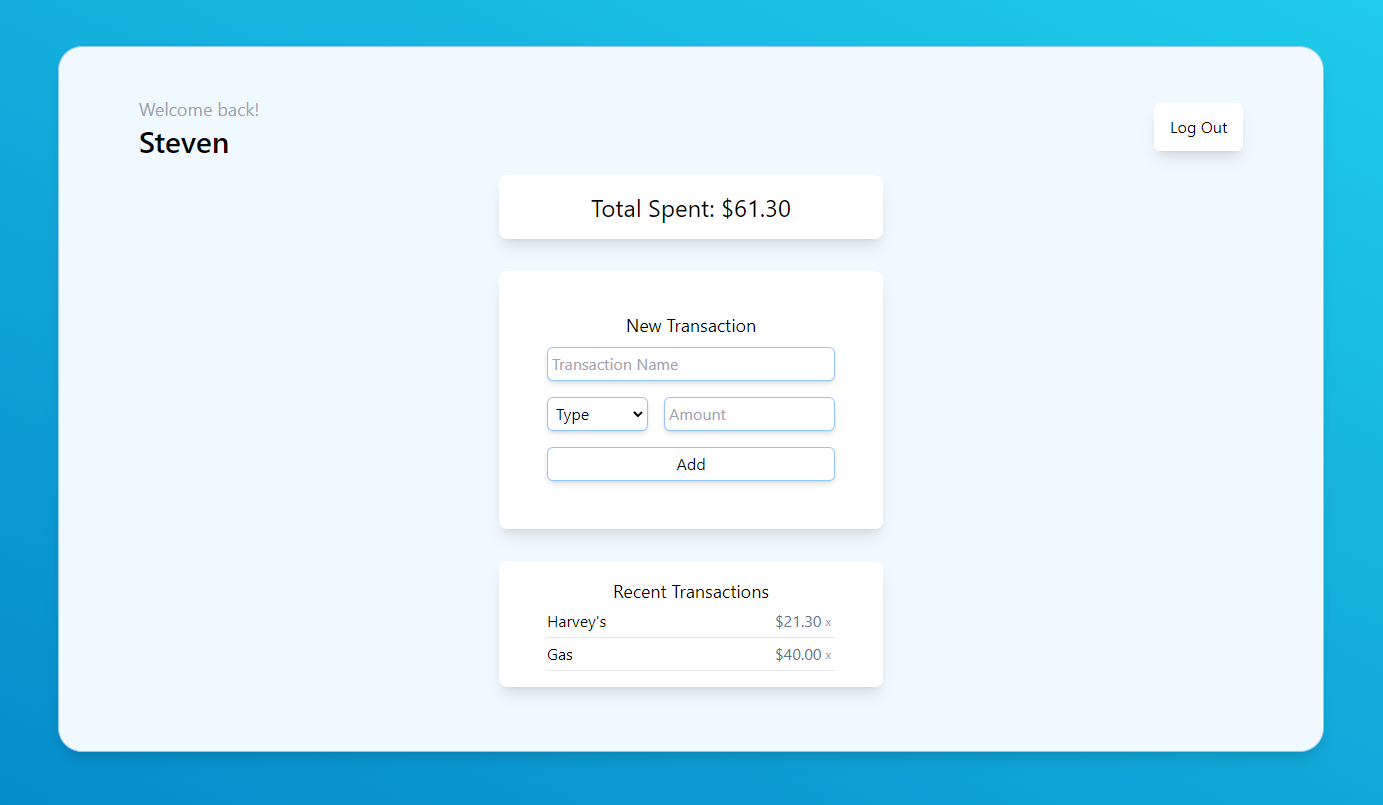 Welcome back!
Steven
Log Out
Total Spent: $61.30
New Transaction
Transaction Name
Type
Amount
Add
Recent Transactions
Harvey's $21.30 x
Gas $40.00 x